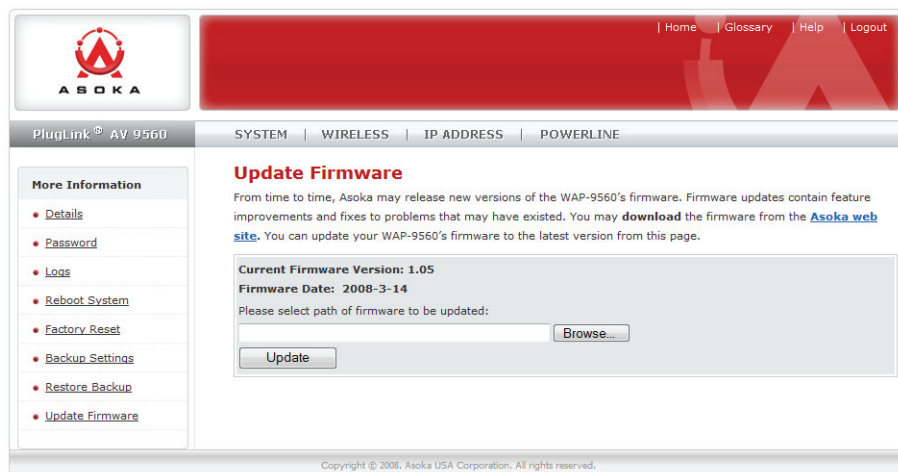 | Home | Glossary | Help | Logout
ASOKA
PlugLink ® AV 9560
SYSTEM | WIRELESS | IP ADDRESS | POWERLINE
More Information
Details
Password
Logs
Reboot System
Factory Reset
Backup Settings
Restore Backup
Update Firmware
Update Firmware
From time to time, Asoka may release new versions of the WAP-9560's firmware. Firmware updates contain feature
improvements and fixes to problems that may have existed. You may download the firmware from the Asoka web
site. You can update your WAP-9560's firmware to the latest version from this page.
Current Firmware Version: 1.05
Firmware Date: 2008-3-14
Please select path of firmware to be updated:
Browse...
Update
Copyright © 2008. Asoka USA Corporation. All rights reserved.